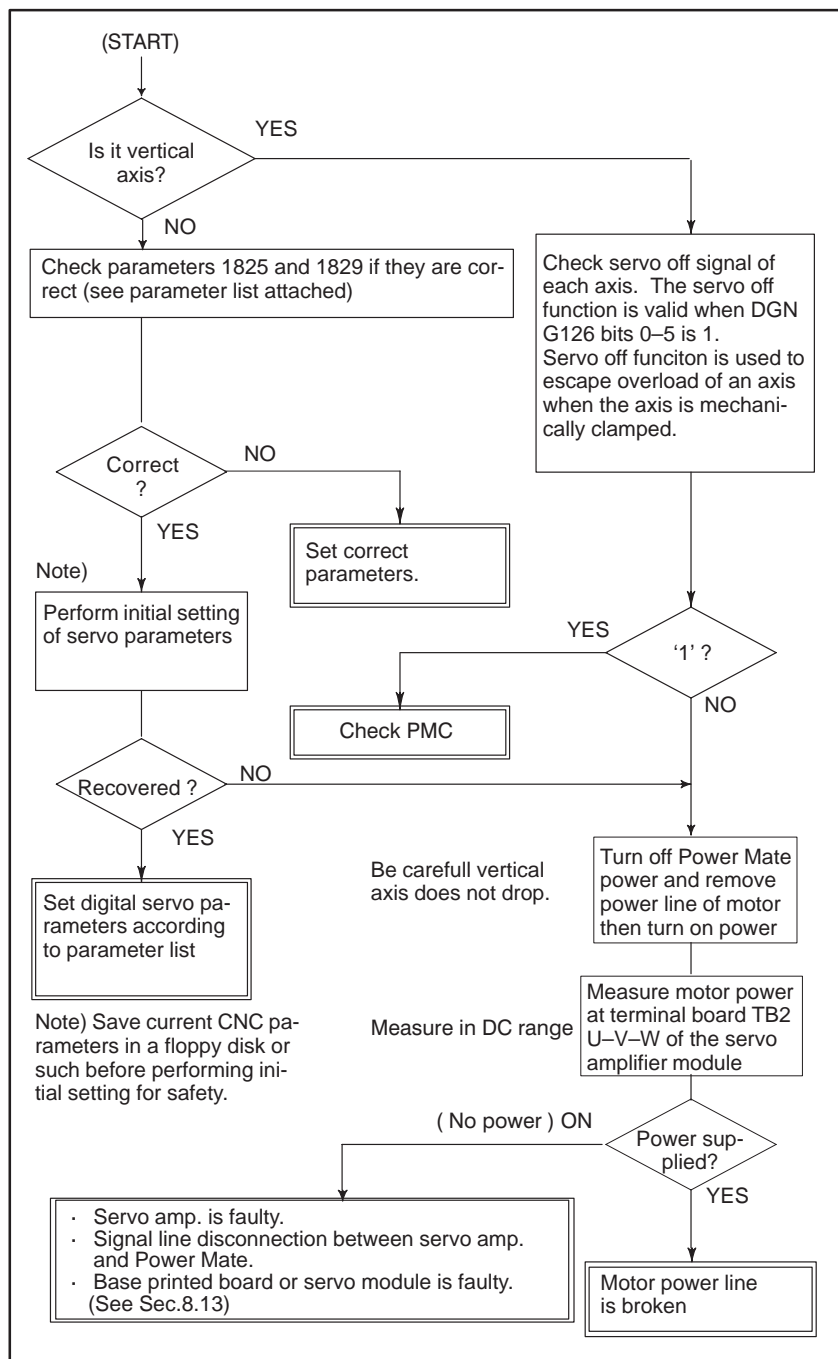 (START)
YES
Is it vertical
axis?
NO
Check parameters 1825 and 1829 if they are cor-
rect (see parameter list attached)
Check servo off signal of
each axis.  The servo off
function is valid when DGN
G126 bits 0–5 is 1.
Servo off funciton is used to
escape overload of an axis
when the axis is mechani-
cally clamped.
Correct
?
NO
YES
Set correct
parameters.
Note)
Perform initial setting
of servo parameters
YES
‘1’ ?
NO
Check PMC
Recovered ?
NO
YES
Be carefull vertical
axis does not drop.
Turn off Power Mate
power and remove
power line of motor
then turn on power
Set digital servo pa-
rameters according
to parameter list
Measure in DC range
Measure motor power
at terminal board TB2
U–V–W of the servo
amplifier module
Note) Save current CNC pa-
rameters in a floppy disk or
such before performing ini-
tial setting for safety.
( No power ) ON
Power sup-
plied?
YES
· Servo amp. is faulty.
· Signal line disconnection between servo amp.
and Power Mate.
· Base printed board or servo module is faulty.
(See Sec.8.13)
Motor power line
is broken